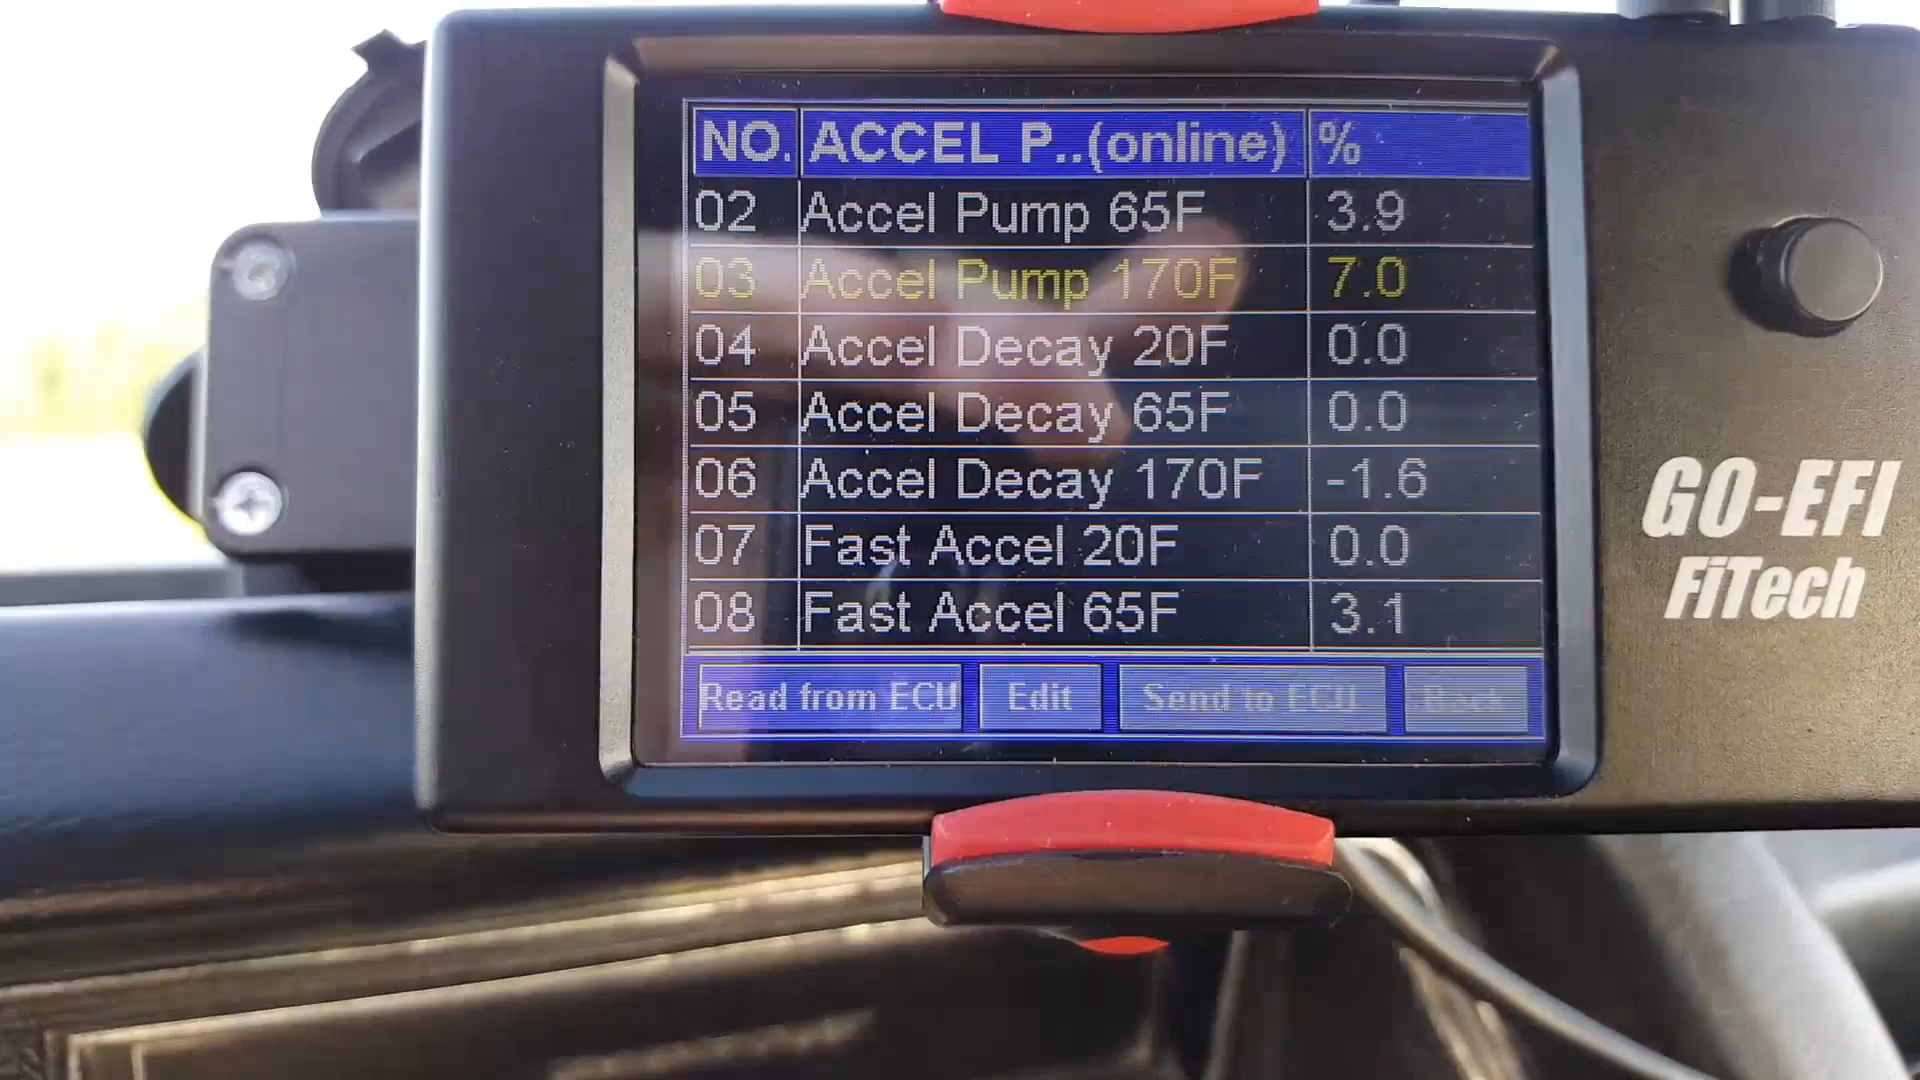 NO. ACCEL P..(online) %
02 Accel Pump 65F 3.9
03 Accel Pump 170F 7.0
04 Accel Decay 20F 0.0
05 Accel Decay 65F 0.0
06 Accel Decay 170F -1.6
07 Fast Accel 20F 0.0
08 Fast Accel 65F 3.1
Read from ECU Edit Send to ECU Back
GO-EFI
FiTech